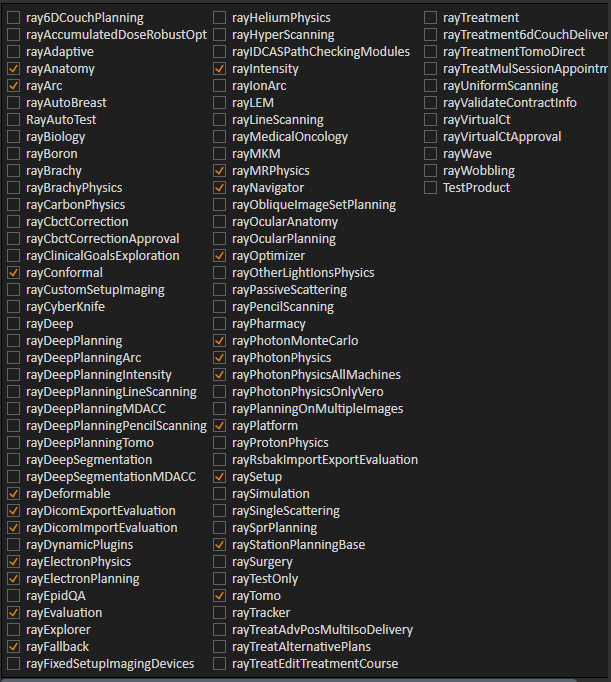 ray6DCouchPlanning
rayAccumulatedDoseRobustOpt
rayAdaptive
rayAnatomy
rayArc
rayAutoBreast
RayAutoTest
rayBiology
rayBoron
rayBrachy
rayBrachyPhysics
rayCarbonPhysics
rayCbctCorrection
rayCbctCorrectionApproval
rayClinicalGoalsExploration
rayConformal
rayCustomSetupImaging
rayCyberKnife
rayDeep
rayDeepPlanning
rayDeepPlanningArc
rayDeepPlanningIntensity
rayDeepPlanningLineScanning
rayDeepPlanningMDACC
rayDeepPlanningPencilScanning
rayDeepPlanningTomo
rayDeepSegmentation
rayDeepSegmentationMDACC
rayDeformable
rayDicomExportEvaluation
rayDicomImportEvaluation
rayDynamicPlugins
rayElectronPhysics
rayElectronPlanning
rayEpidQA
rayEvaluation
rayExplorer
rayFallback
rayFixedSetupImagingDevices
rayHeliumPhysics
rayHyperScanning
rayIDCASPathCheckingModules
rayIntensity
rayIonArc
rayLEM
rayLineScanning
rayMedicalOncology
rayMKM
rayMRPhysics
rayNavigator
rayObliqueImageSetPlanning
rayOcularAnatomy
rayOcularPlanning
rayOptimizer
rayOtherLightIonsPhysics
rayPassiveScattering
rayPencilScanning
rayPharmacy
rayPhotonMonteCarlo
rayPhotonPhysics
rayPhotonPhysicsAllMachines
rayPhotonPhysicsOnlyVero
rayPlanningOnMultipleImages
rayPlatform
rayProtonPhysics
rayRsbakImportExportEvaluation
raySetup
raySimulation
raySingleScattering
raySprPlanning
rayStationPlanningBase
raySurgery
rayTestOnly
rayTomo
rayTracker
rayTreatAdvPosMultiIsoDelivery
rayTreatAlternativePlans
rayTreatEditTreatmentCourse
rayTreatment
rayTreatment6dCouchDeliver
rayTreatmentTomoDirect
rayTreatMulSessionAppointm
rayUniformScanning
rayValidateContractInfo
rayVirtualCt
rayVirtualCtApproval
rayWave
rayWobbling
TestProduct